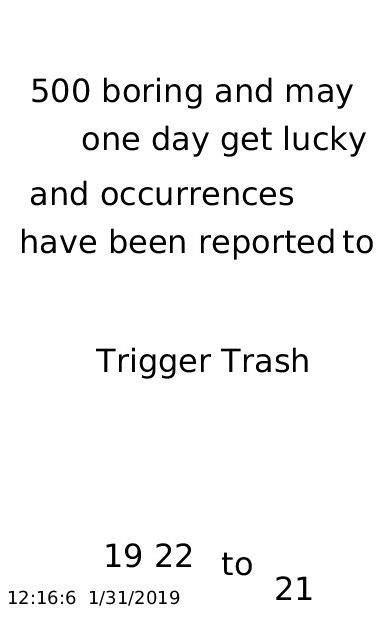 500 boring and may
one day get lucky
and occurrences
have been reported to
Trigger Trash
19 22 to
21
12:16:6 1/31/2019